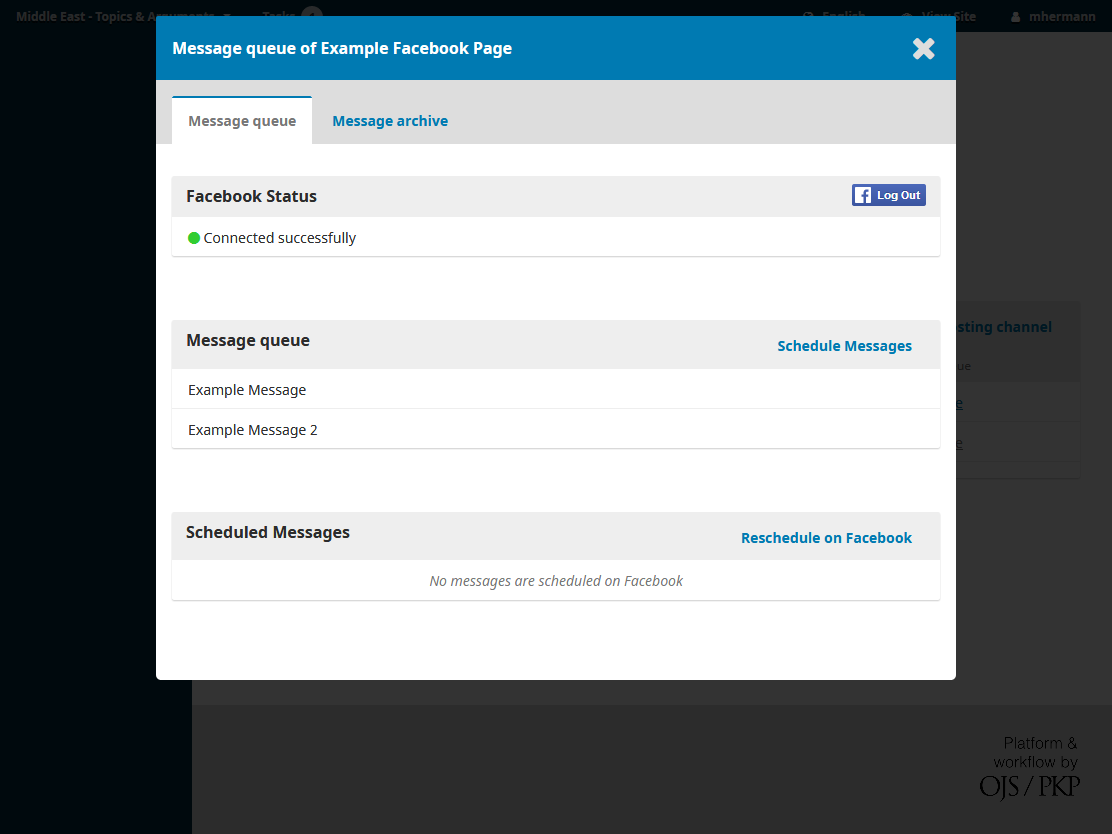 Middle East - Topics & Arguments Tasks English View Site mhermann
Message queue of Example Facebook Page
Message queue Message archive
Facebook Status Log Out
Connected successfully
Message queue Schedule Messages
Example Message
Example Message 2
Scheduled Messages Reschedule on Facebook
No messages are scheduled on Facebook
channel
Platform &
workflow by
OJS / PKP